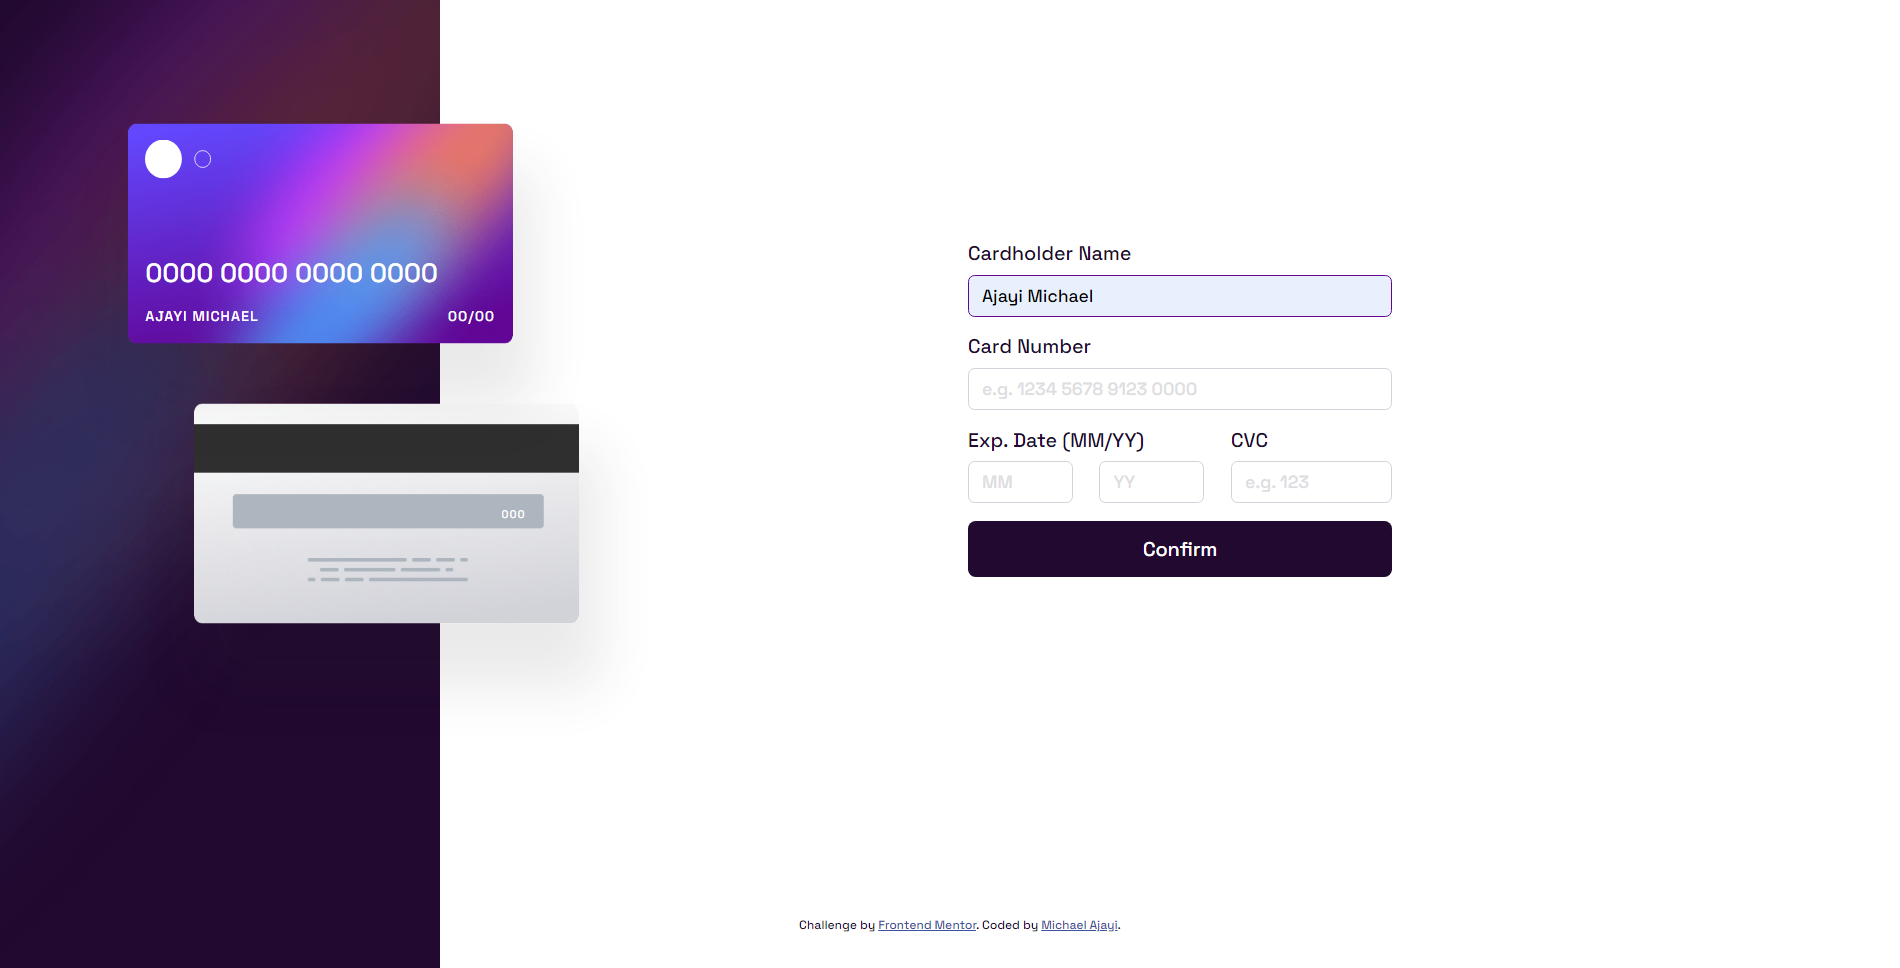 0000 0000 0000 0000
AJAYI MICHAEL 00/00
000
Cardholder Name
Ajayi Michael
Card Number
e.g. 1234 5678 9123 0000
Exp. Date (MM/YY) CVC
MM YY e.g. 123
Confirm
Challenge by Frontend Mentor. Coded by Michael Ajayi.